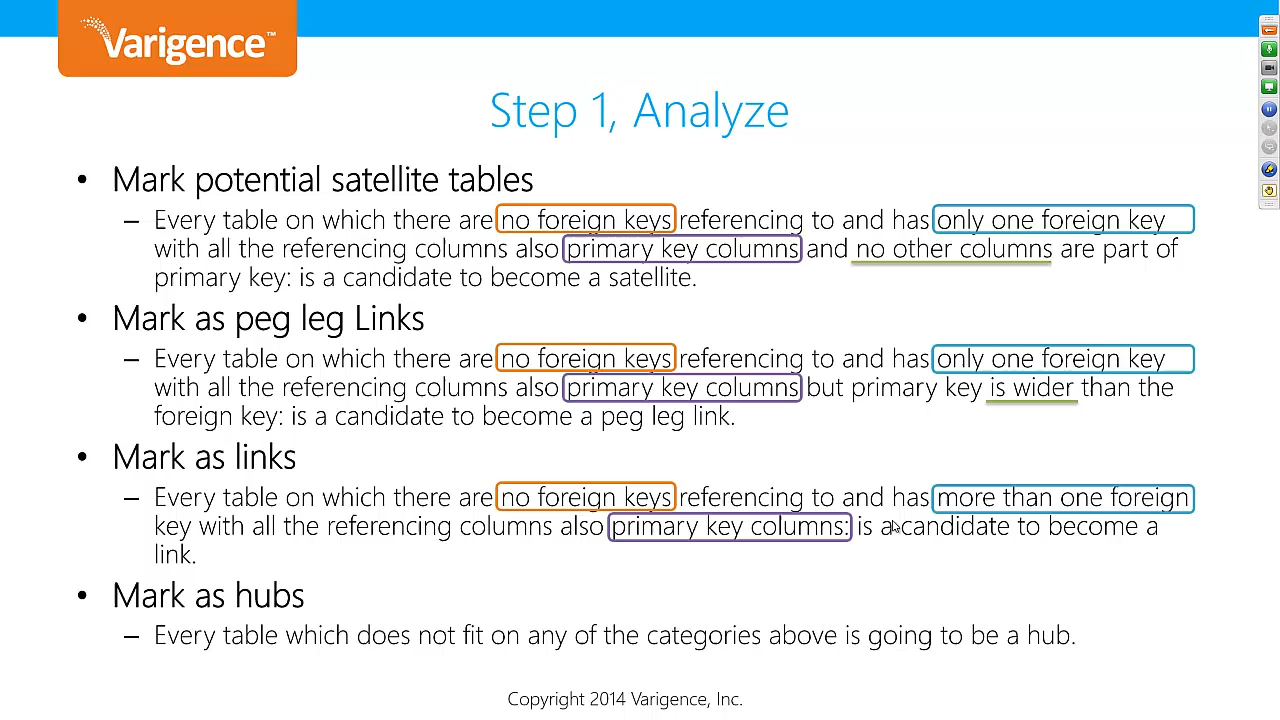 Varigence™
Step 1, Analyze
• Mark potential satellite tables
– Every table on which there are no foreign keys referencing to and has only one foreign key
with all the referencing columns also primary key columns and no other columns are part of
primary key: is a candidate to become a satellite.
• Mark as peg leg Links
– Every table on which there are no foreign keys referencing to and has only one foreign key
with all the referencing columns also primary key columns but primary key is wider than the
foreign key: is a candidate to become a peg leg link.
• Mark as links
– Every table on which there are no foreign keys referencing to and has more than one foreign
key with all the referencing columns also primary key columns: is a candidate to become a
link.
• Mark as hubs
– Every table which does not fit on any of the categories above is going to be a hub.
Copyright 2014 Varigence, Inc.